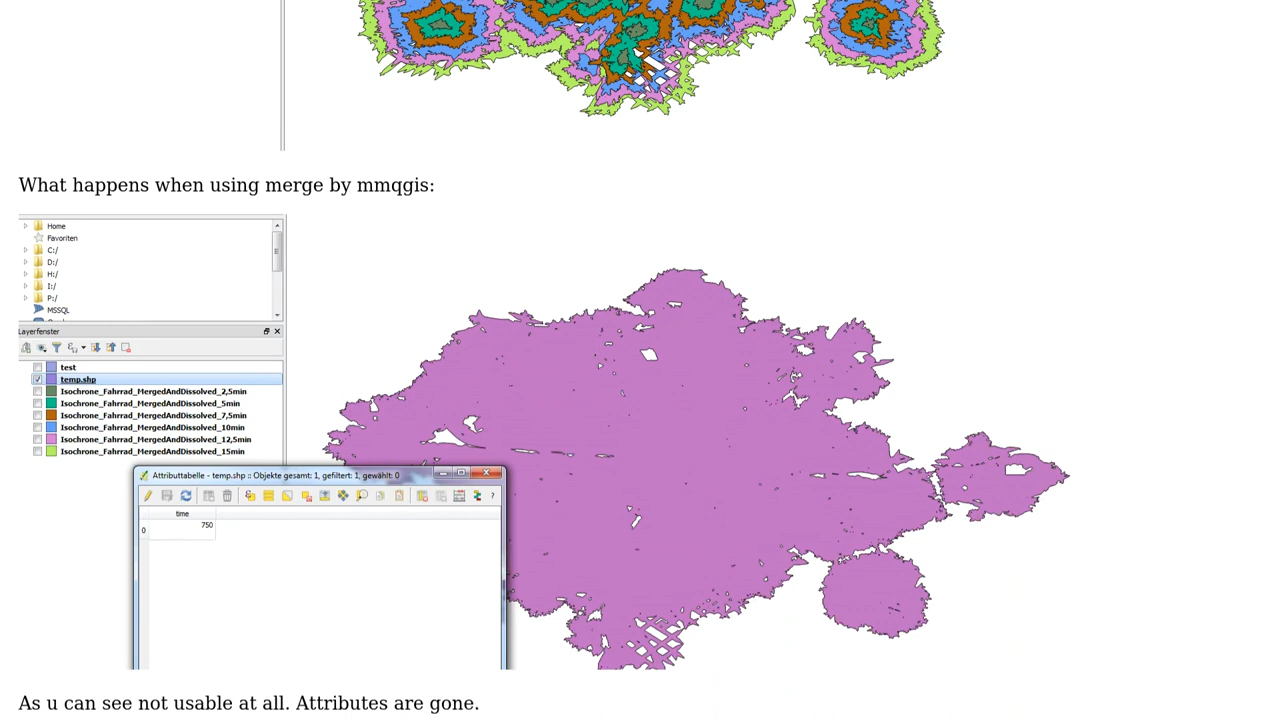 What happens when using merge by mmqgis:
Home
Favoriten
C:/
D:/
H:/
I:/
P:/
MSSQL
Layerfenster
test
temp.shp
Isochrone_Fahrrad_MergedAndDissolved_2,5min
Isochrone_Fahrrad_MergedAndDissolved_5min
Isochrone_Fahrrad_MergedAndDissolved_7,5min
Isochrone_Fahrrad_MergedAndDissolved_10min
Isochrone_Fahrrad_MergedAndDissolved_12,5min
Isochrone_Fahrrad_MergedAndDissolved_15min
Attributtabelle - temp.shp :: Objekte gesamt: 1, gefiltert: 1, gewählt: 0
time
0 750
As u can see not usable at all. Attributes are gone.